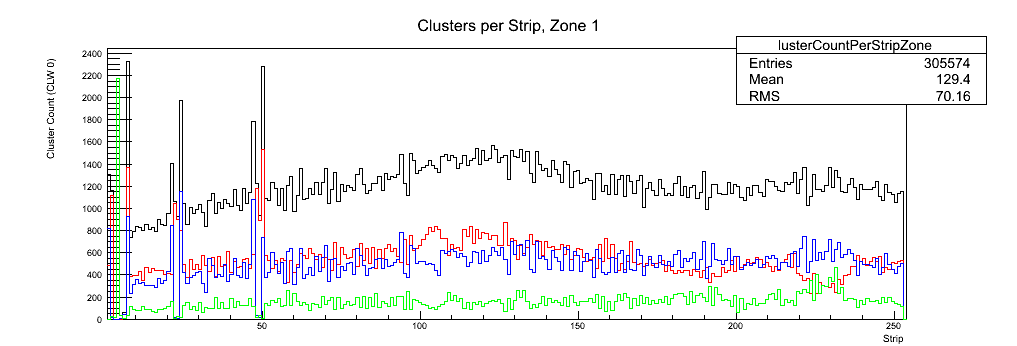 Clusters per Strip, Zone 1
lusterCountPerStripZone
Entries 305574
Mean 129.4
RMS 70.16
Cluster Count (CLW 0)
2400
2200
2000
1800
1600
1400
1200
1000
800
600
400
200
0
50 100 150 200 250
Strip